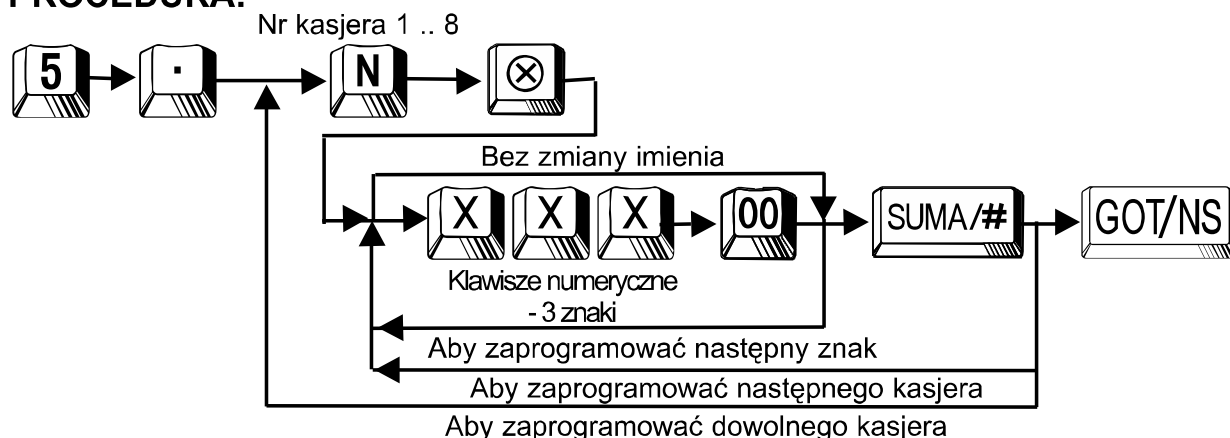 PROCEDURA:
Nr kasjera 1 .. 8
5 . N ⊗
Bez zmiany imienia
X X X 00 SUMA/# GOT/NS
Klawisze numeryczne
- 3 znaki
Aby zaprogramować następny znak
Aby zaprogramować następnego kasjera
Aby zaprogramować dowolnego kasjera